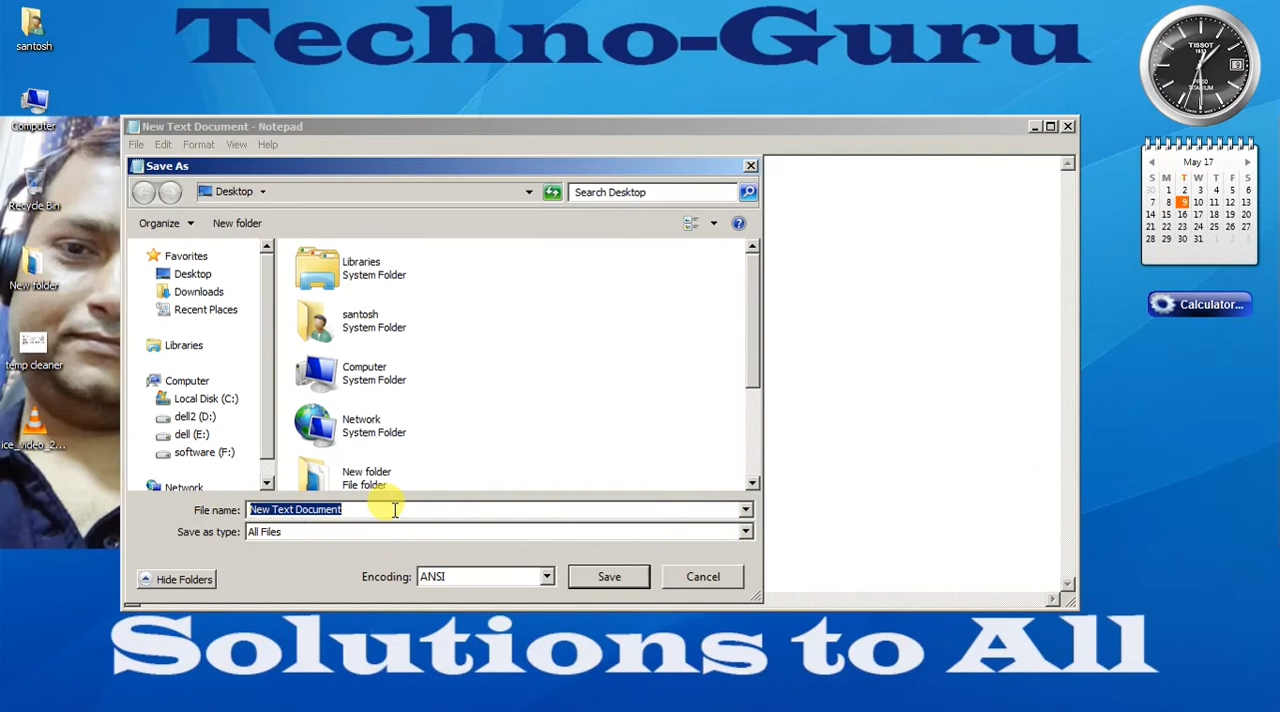 Techno-Guru
santosh
Computer
Recycle Bin
New folder
temp cleaner
ice_video_2...
New Text Document - Notepad
File Edit Format View Help
Save As
Desktop
Search Desktop
Organize New folder
Favorites
Desktop
Downloads
Recent Places
Libraries
Computer
Local Disk (C:)
dell2 (D:)
dell (E:)
software (F:)
Network
Libraries
System Folder
santosh
System Folder
Computer
System Folder
Network
System Folder
New folder
File folder
File name: New Text Document
Save as type: All Files
Hide Folders
Encoding: ANSI
Save
Cancel
TISSOT
1853
TITANIUM
9
May 17
S M T W T F S
30 1 2 3 4 5 6
7 8 9 10 11 12 13
14 15 16 17 18 19 20
21 22 23 24 25 26 27
28 29 30 31 1 2 3
Calculator...
Solutions to All